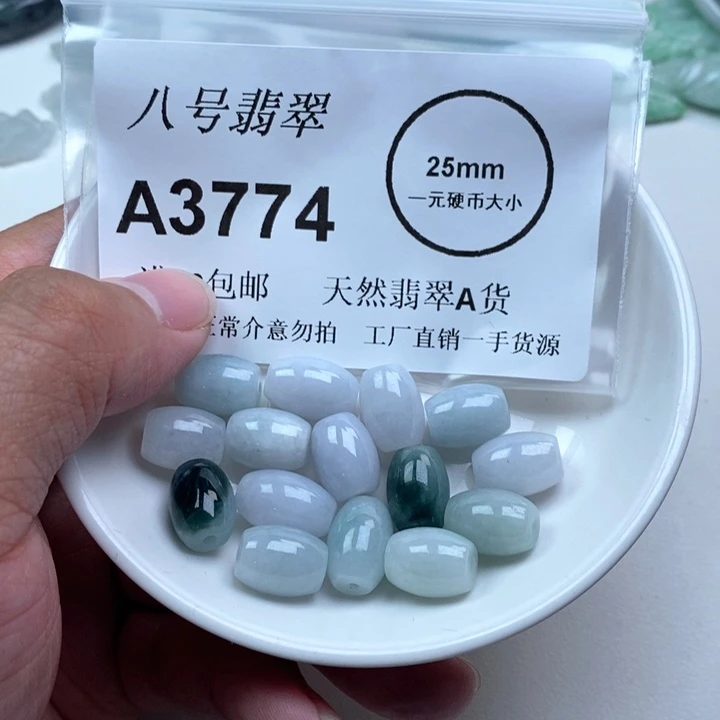 八号翡翠
25mm
一元硬币大小
A3774
包邮 天然翡翠A货
正常介意勿拍 工厂直销一手货源